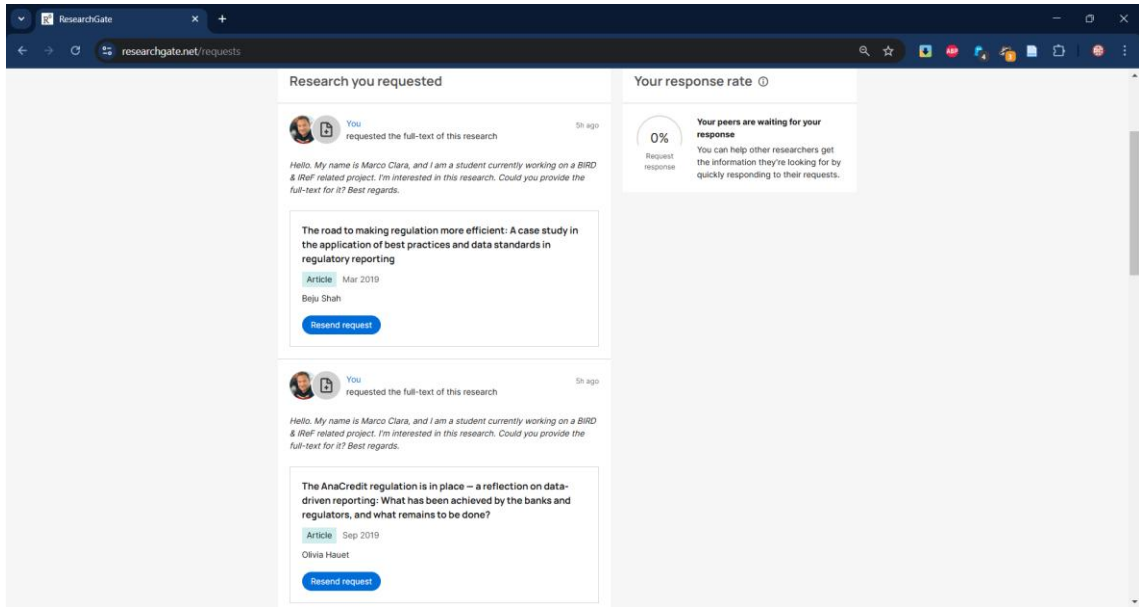 ResearchGate
researchgate.net/requests
ABP
4
3
Research you requested
You
5h ago
requested the full-text of this research
Hello. My name is Marco Clara, and I am a student currently working on a BIRD
& IReF related project. I'm interested in this research. Could you provide the
full-text for it? Best regards.
The road to making regulation more efficient: A case study in
the application of best practices and data standards in
regulatory reporting
Article Mar 2019
Beju Shah
Resend request
You
5h ago
requested the full-text of this research
Hello. My name is Marco Clara, and I am a student currently working on a BIRD
& IReF related project. I'm interested in this research. Could you provide the
full-text for it? Best regards.
The AnaCredit regulation is in place — a reflection on data-
driven reporting: What has been achieved by the banks and
regulators, and what remains to be done?
Article Sep 2019
Olivia Hauet
Resend request
Your response rate
0%
Request
response
Your peers are waiting for your
response
You can help other researchers get
the information they're looking for by
quickly responding to their requests.